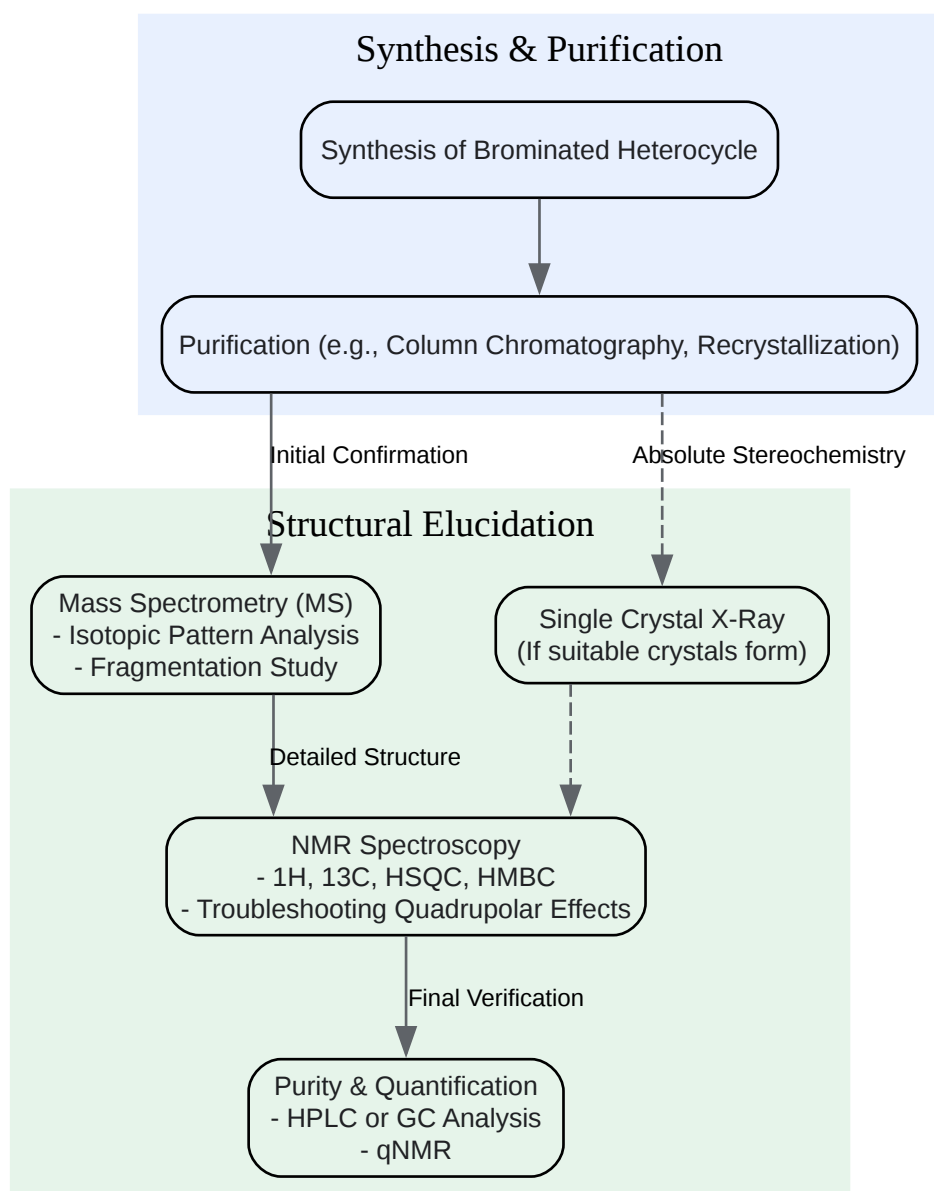 Synthesis & Purification
Synthesis of Brominated Heterocycle
Purification (e.g., Column Chromatography, Recrystallization)
Initial Confirmation
Absolute Stereochemistry
Structural Elucidation
Mass Spectrometry (MS)
- Isotopic Pattern Analysis
- Fragmentation Study
Single Crystal X-Ray
(If suitable crystals form)
Detailed Structure
NMR Spectroscopy
- 1H, 13C, HSQC, HMBC
- Troubleshooting Quadrupolar Effects
Final Verification
Purity & Quantification
- HPLC or GC Analysis
- qNMR